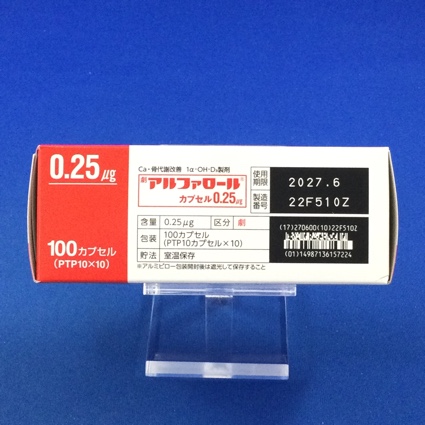 0.25μg
100カプセル
(PTP10×10)
Ca・骨代謝改善 1α-OH-D₃製剤
劇 アルファロール®
カプセル0.25μg
含量 0.25μg 区分 劇
包装 100カプセル
(PTP10カプセル×10)
貯法 室温保存
※アルミピロー包装開封後は遮光して保存すること
使用期限 2027.6
製造番号 22F510Z
(17)270600(10)22F510Z
(01)14987136157224